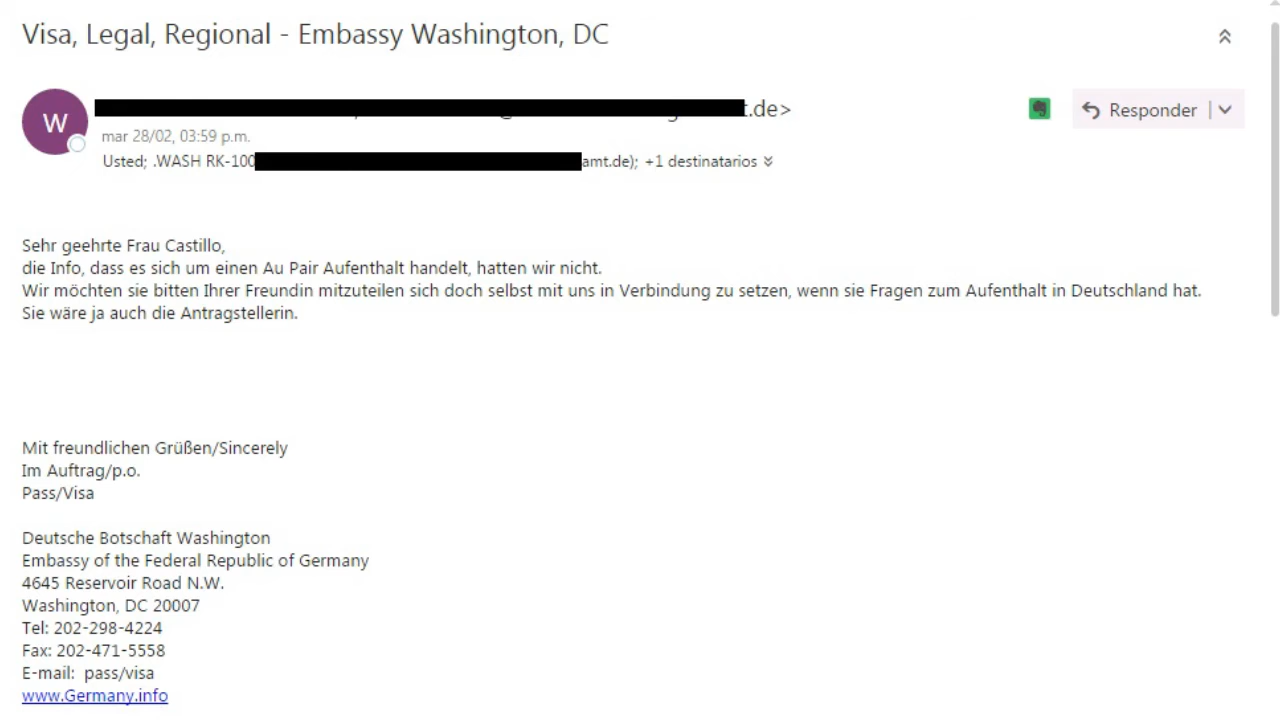 Visa, Legal, Regional - Embassy Washington, DC
W
.de>
Responder
mar 28/02, 03:59 p.m.
Usted; .WASH RK-100 amt.de); +1 destinatarios
Sehr geehrte Frau Castillo,
die Info, dass es sich um einen Au Pair Aufenthalt handelt, hatten wir nicht.
Wir möchten sie bitten Ihrer Freundin mitzuteilen sich doch selbst mit uns in Verbindung zu setzen, wenn sie Fragen zum Aufenthalt in Deutschland hat.
Sie wäre ja auch die Antragstellerin.
Mit freundlichen Grüßen/Sincerely
Im Auftrag/p.o.
Pass/Visa
Deutsche Botschaft Washington
Embassy of the Federal Republic of Germany
4645 Reservoir Road N.W.
Washington, DC 20007
Tel: 202-298-4224
Fax: 202-471-5558
E-mail: pass/visa
www.Germany.info